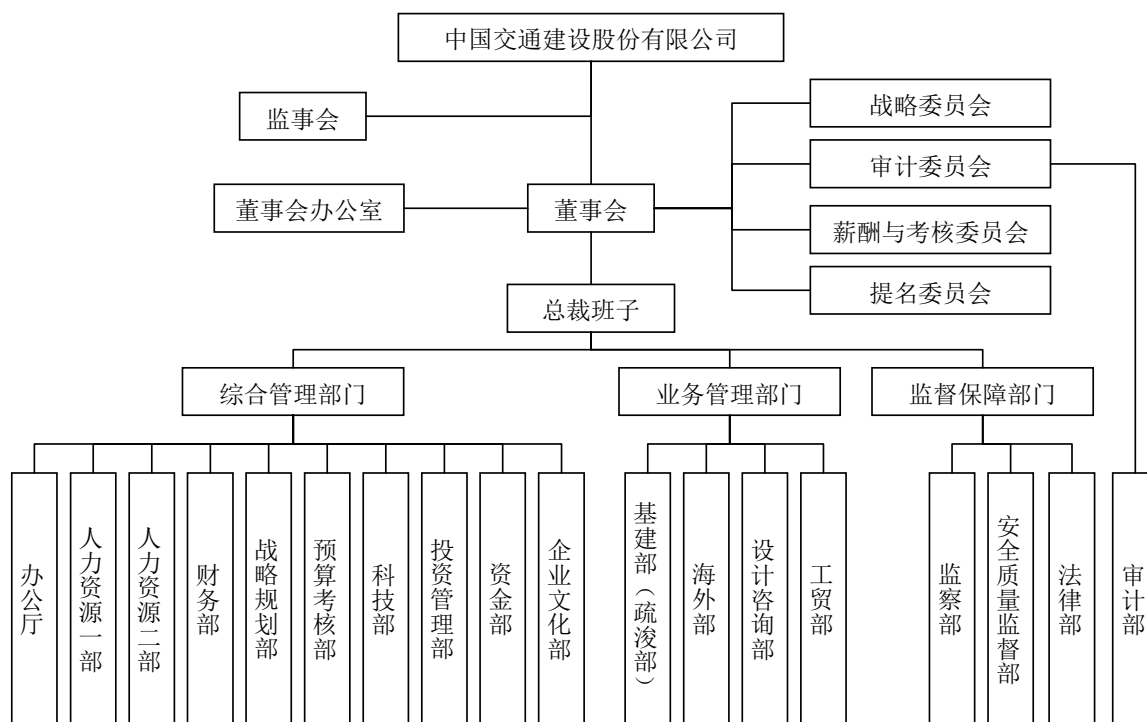 中国交通建设股份有限公司
监事会
战略委员会
审计委员会
董事会办公室
董事会
薪酬与考核委员会
提名委员会
总裁班子
综合管理部门
业务管理部门
监督保障部门
办公厅
人力资源一部
人力资源二部
财务部
战略规划部
预算考核部
科技部
投资管理部
资金部
企业文化部
基建部（疏浚部）
海外部
设计咨询部
工贸部
监察部
安全质量监督部
法律部
审计部